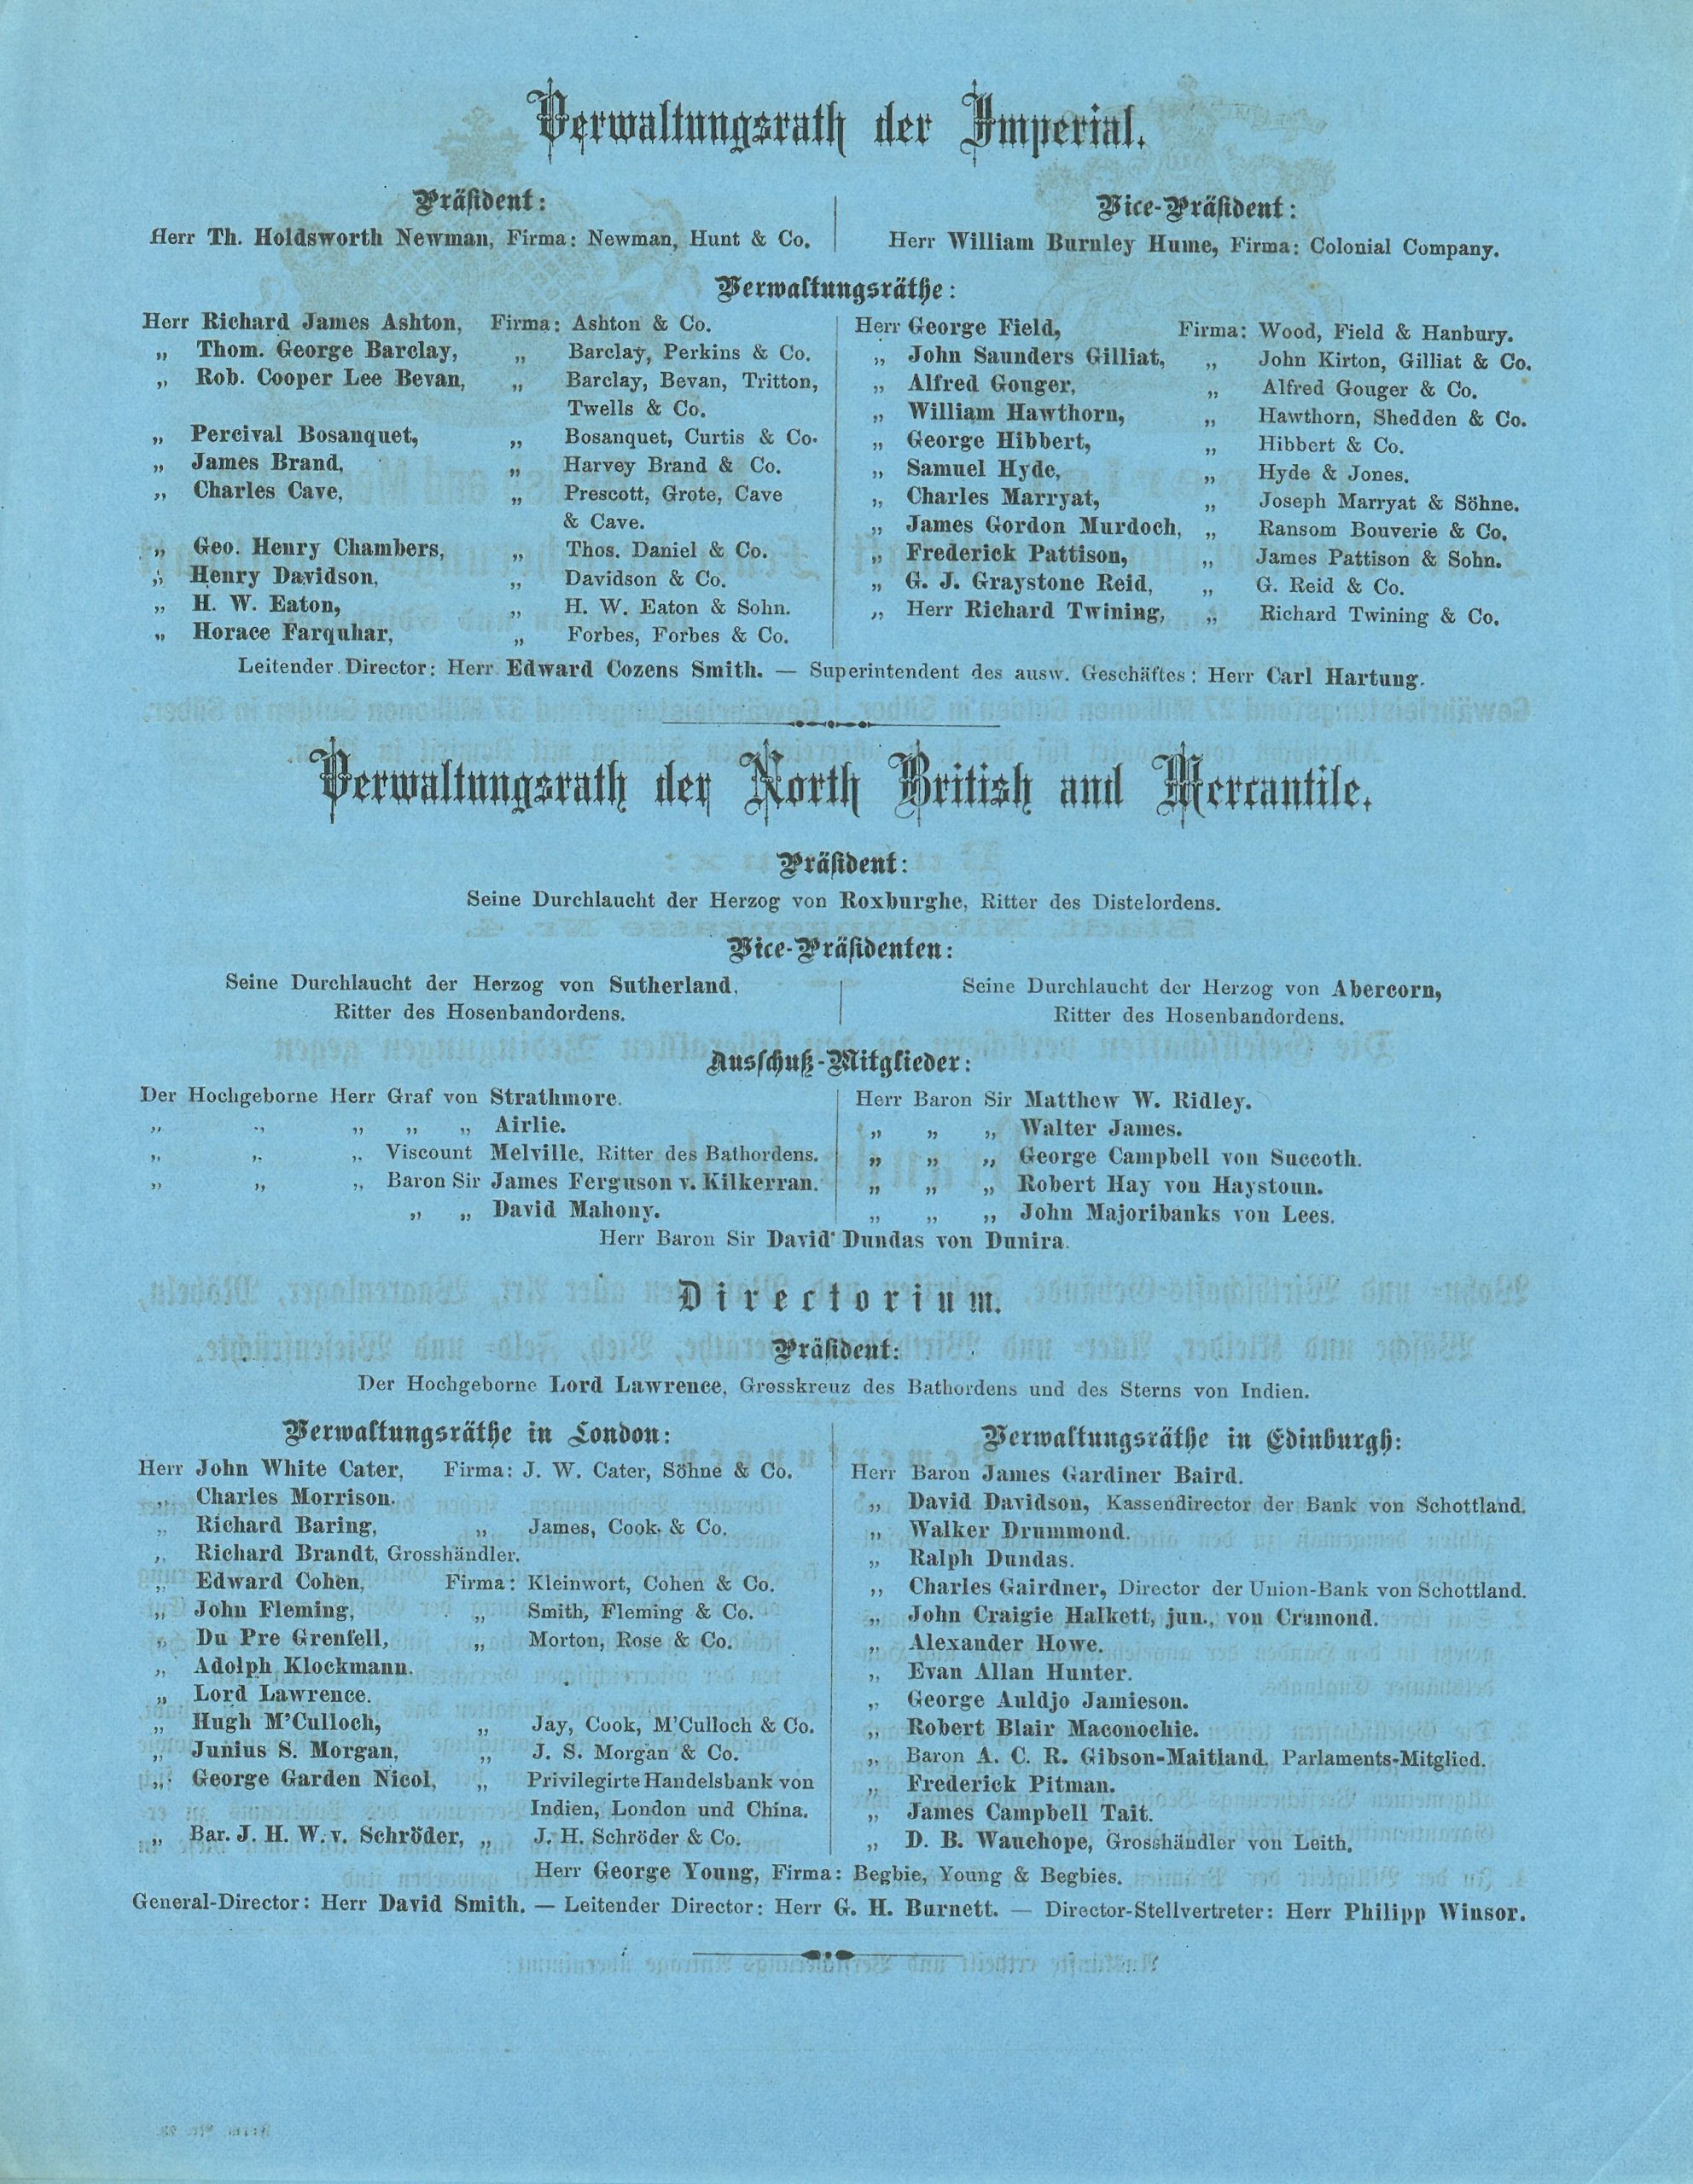 Verwaltungsrath der Imperial.
Präsident:
Herr Th. Holdsworth Newman, Firma: Newman, Hunt & Co.
Vice-Präsident:
Herr William Burnley Hume, Firma: Colonial Company.
Verwaltungsräthe:
Herr Richard James Ashton, Firma: Ashton & Co.
„ Thom. George Barclay, „ Barclay, Perkins & Co.
„ Rob. Cooper Lee Bevan, „ Barclay, Bevan, Tritton,
Twells & Co.
„ Percival Bosanquet, „ Bosanquet, Curtis & Co.
„ James Brand, „ Harvey Brand & Co.
„ Charles Cave, „ Prescott, Grote, Cave
& Cave.
„ Geo. Henry Chambers, „ Thos. Daniel & Co.
„ Henry Davidson, „ Davidson & Co.
„ H. W. Eaton, „ H. W. Eaton & Sohn.
„ Horace Farquhar, „ Forbes, Forbes & Co.
Herr George Field, Firma: Wood, Field & Hanbury.
„ John Saunders Gilliat, „ John Kirton, Gilliat & Co.
„ Alfred Gouger, „ Alfred Gouger & Co.
„ William Hawthorn, „ Hawthorn, Shedden & Co.
„ George Hibbert, „ Hibbert & Co.
„ Samuel Hyde, „ Hyde & Jones.
„ Charles Marryat, „ Joseph Marryat & Söhne.
„ James Gordon Murdoch, „ Ransom Bouverie & Co.
„ Frederick Pattison, „ James Pattison & Sohn.
„ G. J. Graystone Reid, „ G. Reid & Co.
„ Herr Richard Twining, „ Richard Twining & Co.
Leitender Director: Herr Edward Cozens Smith. — Superintendent des ausw. Geschäftes: Herr Carl Hartung.
Verwaltungsrath der North British and Mercantile.
Präsident:
Seine Durchlaucht der Herzog von Roxburghe, Ritter des Distelordens.
Vice-Präsidenten:
Seine Durchlaucht der Herzog von Sutherland,
Ritter des Hosenbandordens.
Seine Durchlaucht der Herzog von Abercorn,
Ritter des Hosenbandordens.
Ausschuß-Mitglieder:
Der Hochgeborne Herr Graf von Strathmore.
„ „ „ „ „ Airlie.
„ „ „ Viscount Melville, Ritter des Bathordens.
„ „ „ Baron Sir James Ferguson v. Kilkerran.
„ „ David Mahony.
Herr Baron Sir Matthew W. Ridley.
„ „ „ Walter James.
„ „ „ George Campbell von Succoth.
„ „ „ Robert Hay von Haystoun.
„ „ „ John Majoribanks von Lees.
Herr Baron Sir David Dundas von Dunira.
Directorium.
Präsident:
Der Hochgeborne Lord Lawrence, Grosskreuz des Bathordens und des Sterns von Indien.
Verwaltungsräthe in London:
Herr John White Cater, Firma: J. W. Cater, Söhne & Co.
„ Charles Morrison.
„ Richard Baring, „ James, Cook. & Co.
„ Richard Brandt, Grosshändler.
„ Edward Cohen, Firma: Kleinwort, Cohen & Co.
„ John Fleming, „ Smith, Fleming & Co.
„ Du Pre Grenfell, „ Morton, Rose & Co.
„ Adolph Klockmann.
„ Lord Lawrence.
„ Hugh M'Culloch, „ Jay, Cook, M'Culloch & Co.
„ Junius S. Morgan, „ J. S. Morgan & Co.
„ George Garden Nicol, „ Privilegirte Handelsbank von
Indien, London und China.
„ Bar. J. H. W. v. Schröder, „ J. H. Schröder & Co.
Verwaltungsräthe in Edinburgh:
Herr Baron James Gardiner Baird.
„ David Davidson, Kassendirector der Bank von Schottland.
„ Walker Drummond.
„ Ralph Dundas.
„ Charles Gairdner, Director der Union-Bank von Schottland.
„ John Craigie Halkett, jun., von Cramond.
„ Alexander Howe.
„ Evan Allan Hunter.
„ George Auldjo Jamieson.
„ Robert Blair Maconochie.
„ Baron A. C. R. Gibson-Maitland, Parlaments-Mitglied.
„ Frederick Pitman.
„ James Campbell Tait.
„ D. B. Wauchope, Grosshändler von Leith.
Herr George Young, Firma: Begbie, Young & Begbies.
General-Director: Herr David Smith. — Leitender Director: Herr G. H. Burnett. — Director-Stellvertreter: Herr Philipp Winsor.